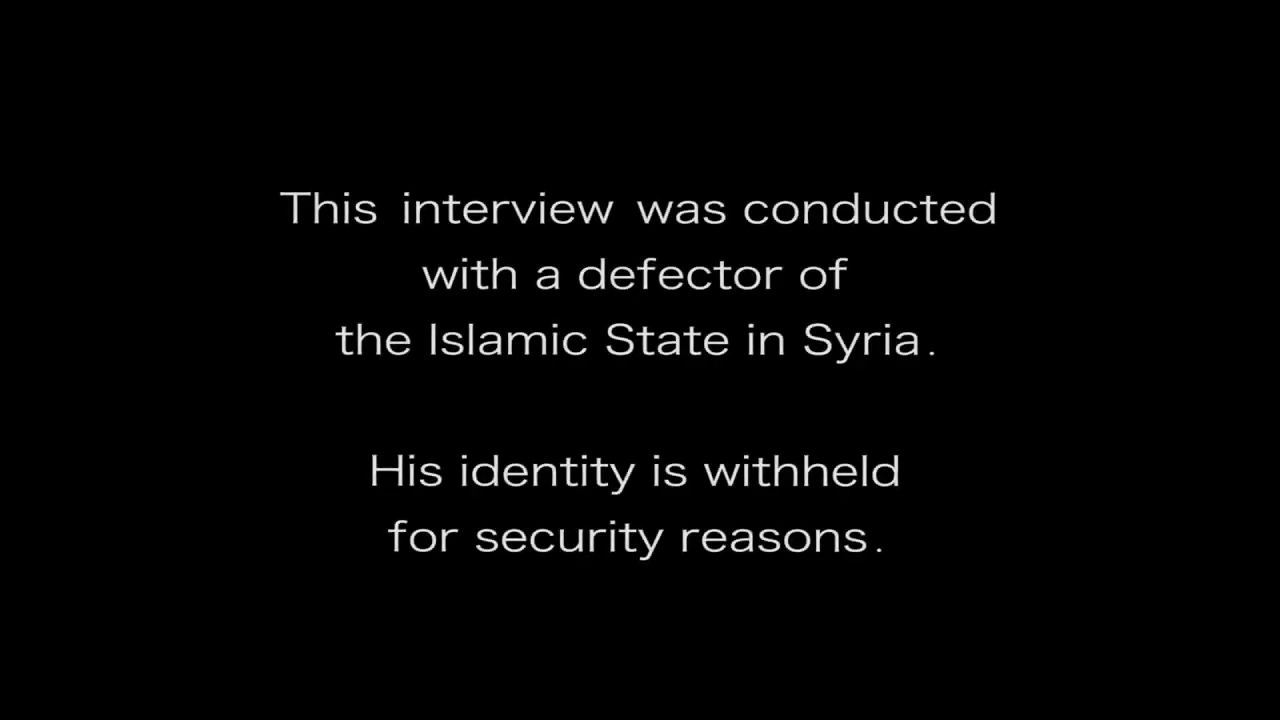 This interview was conducted
with a defector of
the Islamic State in Syria.
His identity is withheld
for security reasons.